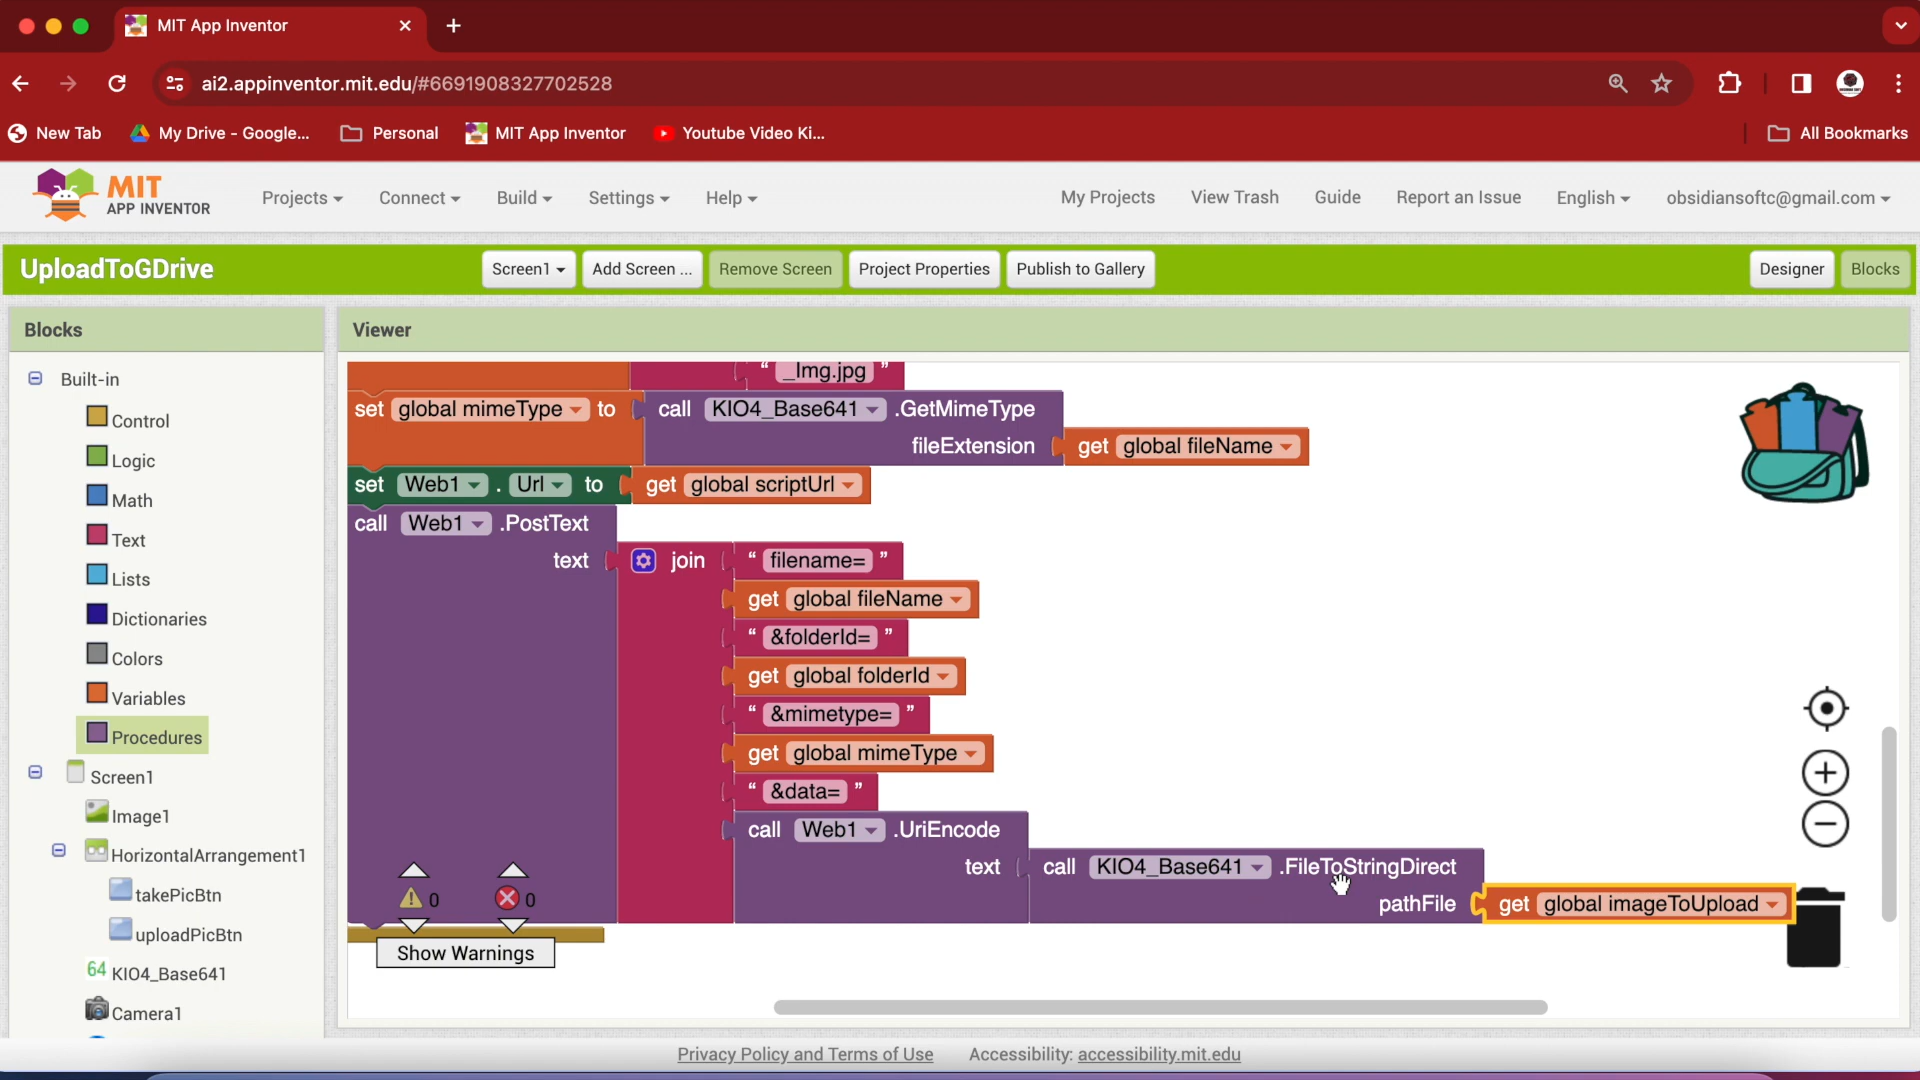 MIT App Inventor
ai2.appinventor.mit.edu/#6691908327702528
New Tab My Drive - Google... Personal MIT App Inventor Youtube Video Ki... All Bookmarks
MIT APP INVENTOR
Projects Connect Build Settings Help My Projects View Trash Guide Report an Issue English obsidiansoftc@gmail.com
UploadToGDrive Screen1 Add Screen ... Remove Screen Project Properties Publish to Gallery Designer Blocks
Blocks
Viewer
Built-in
Control
Logic
Math
Text
Lists
Dictionaries
Colors
Variables
Procedures
Screen1
Image1
HorizontalArrangement1
takePicBtn
uploadPicBtn
64 KIO4_Base641
Camera1
“ _Img.jpg ”
set global mimeType to call KIO4_Base641 .GetMimeType
fileExtension get global fileName
set Web1 . Url to get global scriptUrl
call Web1 .PostText
text join “ filename= ”
get global fileName
“ &folderId= ”
get global folderId
“ &mimetype= ”
get global mimeType
“ &data= ”
call Web1 .UriEncode
text call KIO4_Base641 .FileToStringDirect
pathFile get global imageToUpload
0 0
Show Warnings
Privacy Policy and Terms of Use Accessibility: accessibility.mit.edu